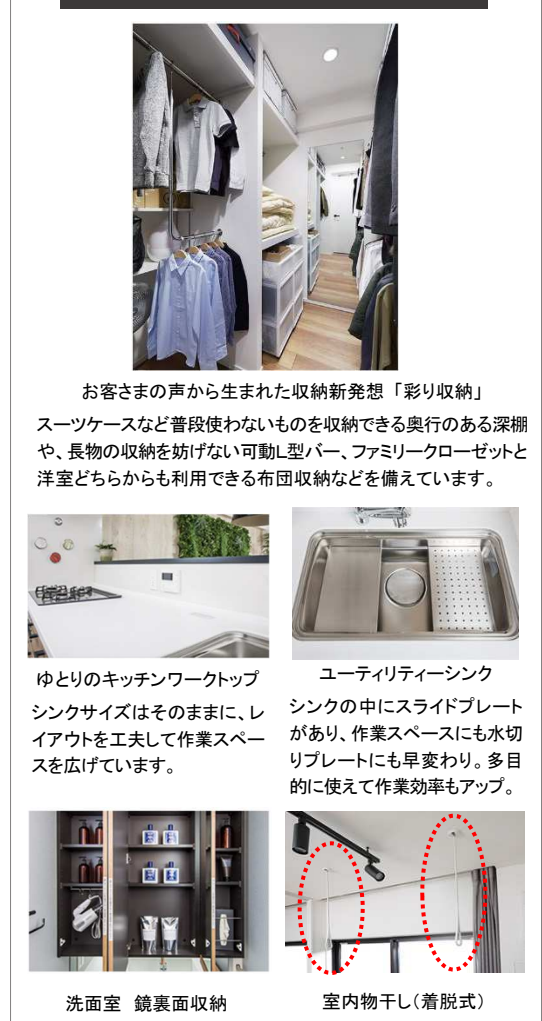 お客さまの声から生まれた収納新発想「彩り収納」
スーツケースなど普段使わないものを収納できる奥行のある深棚
や、長物の収納を妨げない可動L型バー、ファミリークローゼットと
洋室どちらからも利用できる布団収納などを備えています。
ゆとりのキッチンワークトップ
シンクサイズはそのままに、レ
イアウトを工夫して作業スペー
スを広げています。
ユーティリティーシンク
シンクの中にスライドプレート
があり、作業スペースにも水切
りプレートにも早変わり。多目
的に使えて作業効率もアップ。
洗面室 鏡裏面収納
室内物干し(着脱式)